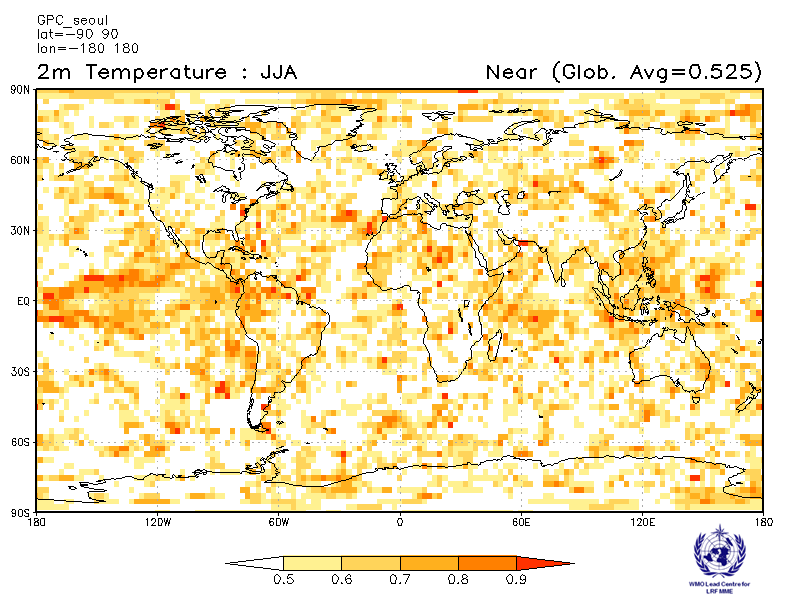 GPC_seoul
lat=-90 90
lon=-180 180
2m Temperature : JJA Near (Glob. Avg=0.525)
90N
60N
30N
EQ
30S
60S
90S
180 120W 60W 0 60E 120E 180
0.5 0.6 0.7 0.8 0.9
WMO Lead Centre for
LRF MME